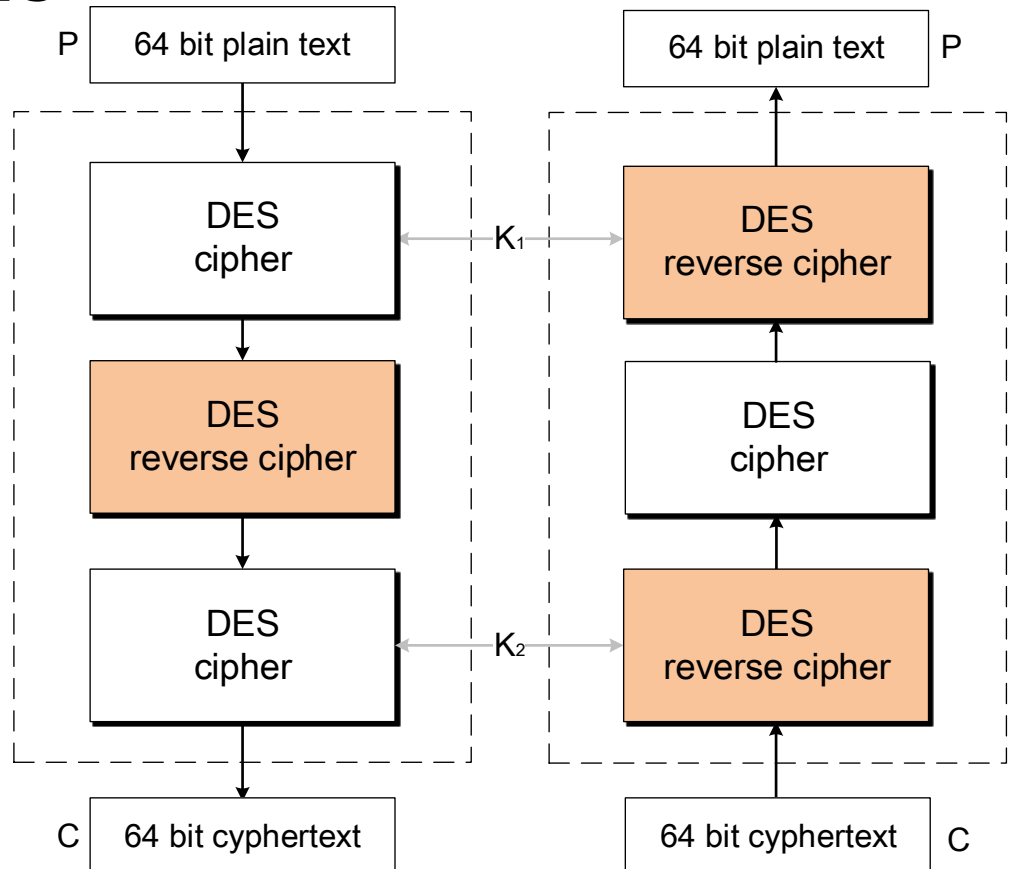 P
64 bit plain text
DES
cipher
DES
reverse cipher
DES
cipher
64 bit cyphertext
C
K₁
K₂
64 bit plain text
P
DES
reverse cipher
DES
cipher
DES
reverse cipher
64 bit cyphertext
C